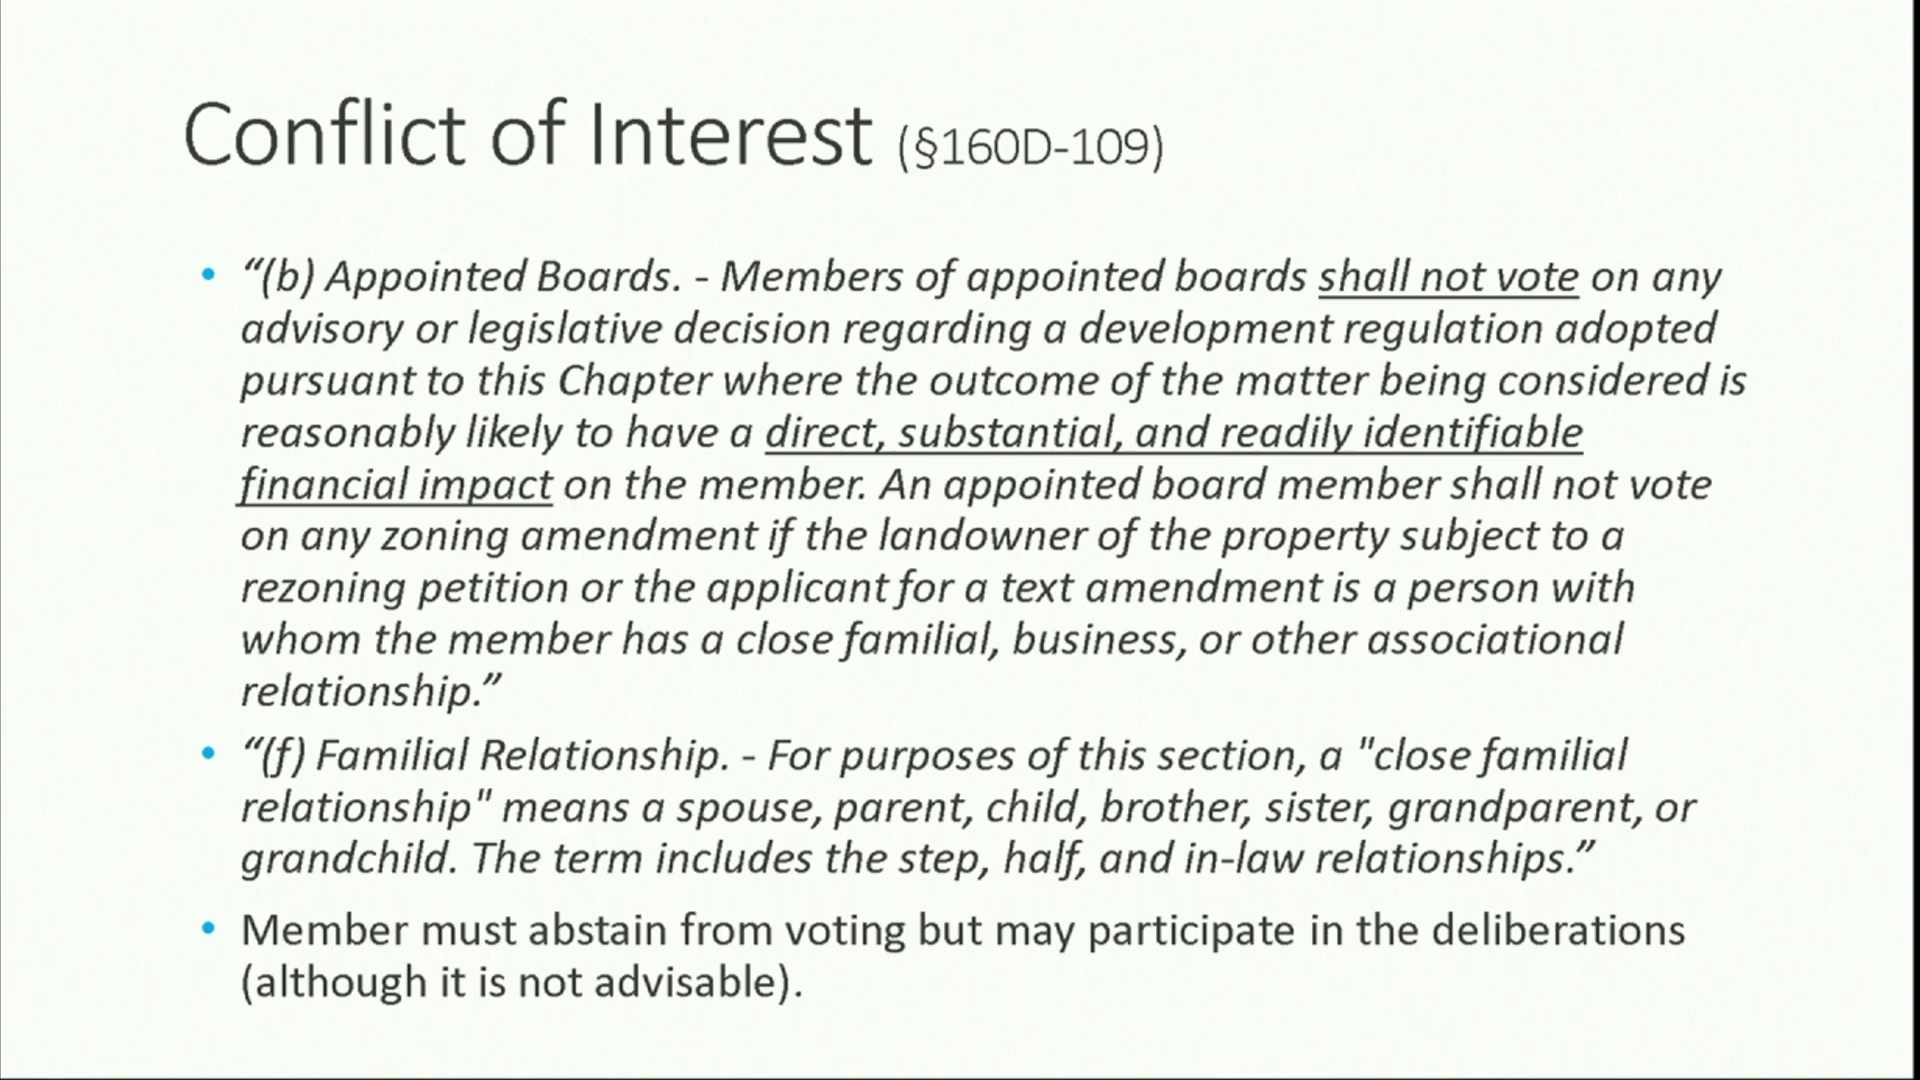 Conflict of Interest (§160D-109)
• “(b) Appointed Boards. - Members of appointed boards shall not vote on any
advisory or legislative decision regarding a development regulation adopted
pursuant to this Chapter where the outcome of the matter being considered is
reasonably likely to have a direct, substantial, and readily identifiable
financial impact on the member. An appointed board member shall not vote
on any zoning amendment if the landowner of the property subject to a
rezoning petition or the applicant for a text amendment is a person with
whom the member has a close familial, business, or other associational
relationship.”
• “(f) Familial Relationship. - For purposes of this section, a "close familial
relationship" means a spouse, parent, child, brother, sister, grandparent, or
grandchild. The term includes the step, half, and in-law relationships.”
• Member must abstain from voting but may participate in the deliberations
(although it is not advisable).